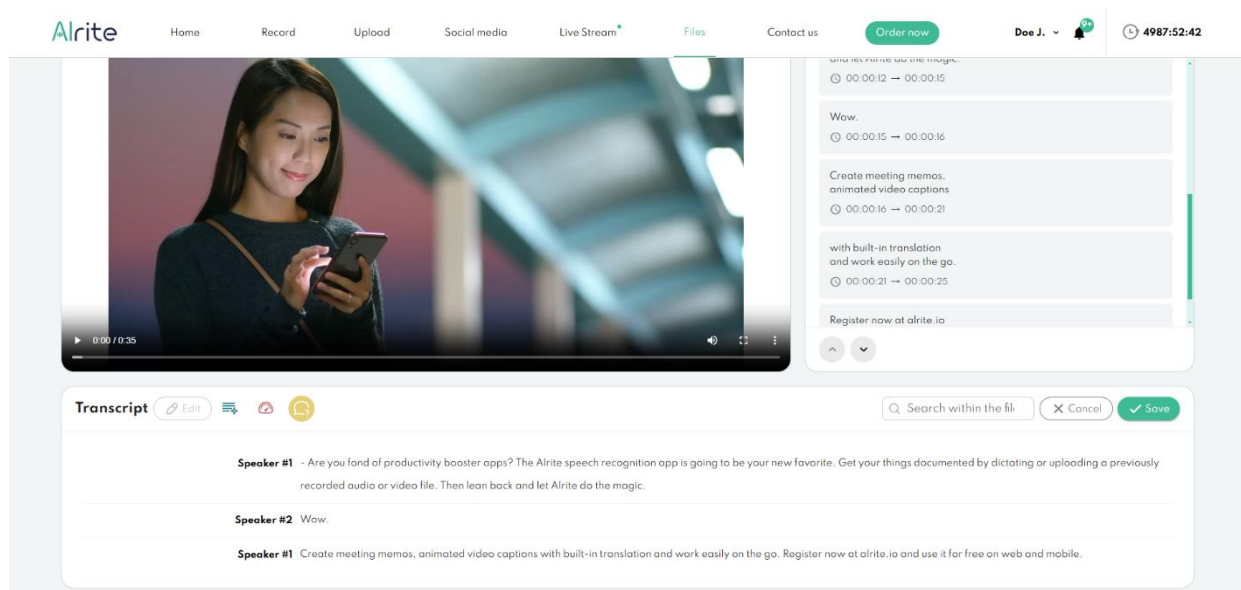 Alrite
Home
Record
Upload
Social media
Live Stream
Files
Contact us
Order now
Doe J.
9+
4987:52:42
and let Alrite do the magic.
00:00:12 → 00:00:15
Wow.
00:00:15 → 00:00:16
Create meeting memos,
animated video captions
00:00:16 → 00:00:21
with built-in translation
and work easily on the go.
00:00:21 → 00:00:25
Register now at alrite.io
0:00 / 0:35
Transcript
Edit
Search within the fil
Cancel
Save
Speaker #1 - Are you fond of productivity booster apps? The Alrite speech recognition app is going to be your new favorite. Get your things documented by dictating or uploading a previously
recorded audio or video file. Then lean back and let Alrite do the magic.
Speaker #2 Wow.
Speaker #1 Create meeting memos, animated video captions with built-in translation and work easily on the go. Register now at alrite.io and use it for free on web and mobile.